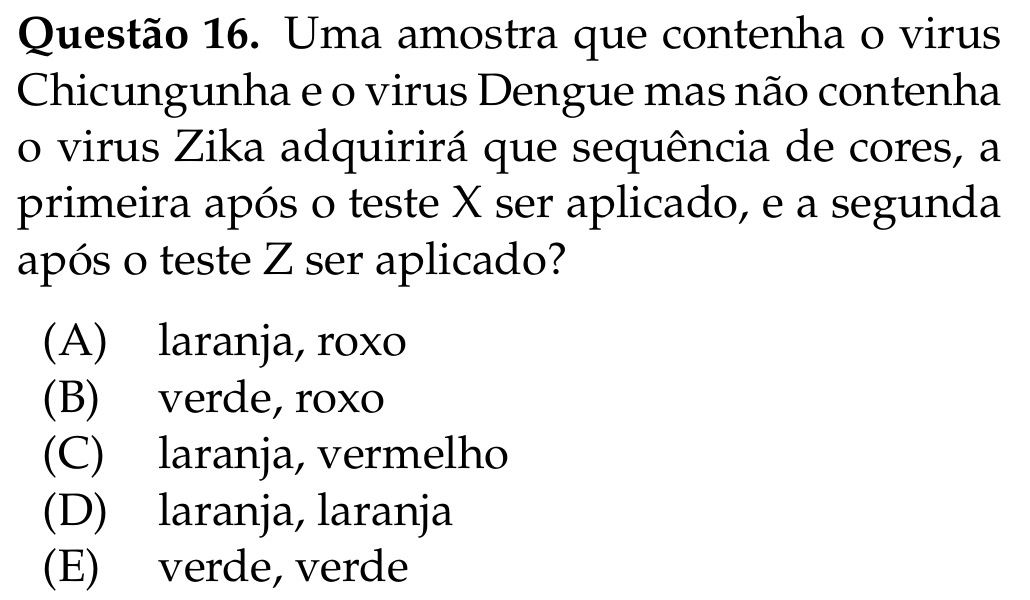 Questão 16. Uma amostra que contenha o virus
Chicungunha e o virus Dengue mas não contenha
o virus Zika adquirirá que sequência de cores, a
primeira após o teste X ser aplicado, e a segunda
após o teste Z ser aplicado?
(A) laranja, roxo
(B) verde, roxo
(C) laranja, vermelho
(D) laranja, laranja
(E) verde, verde